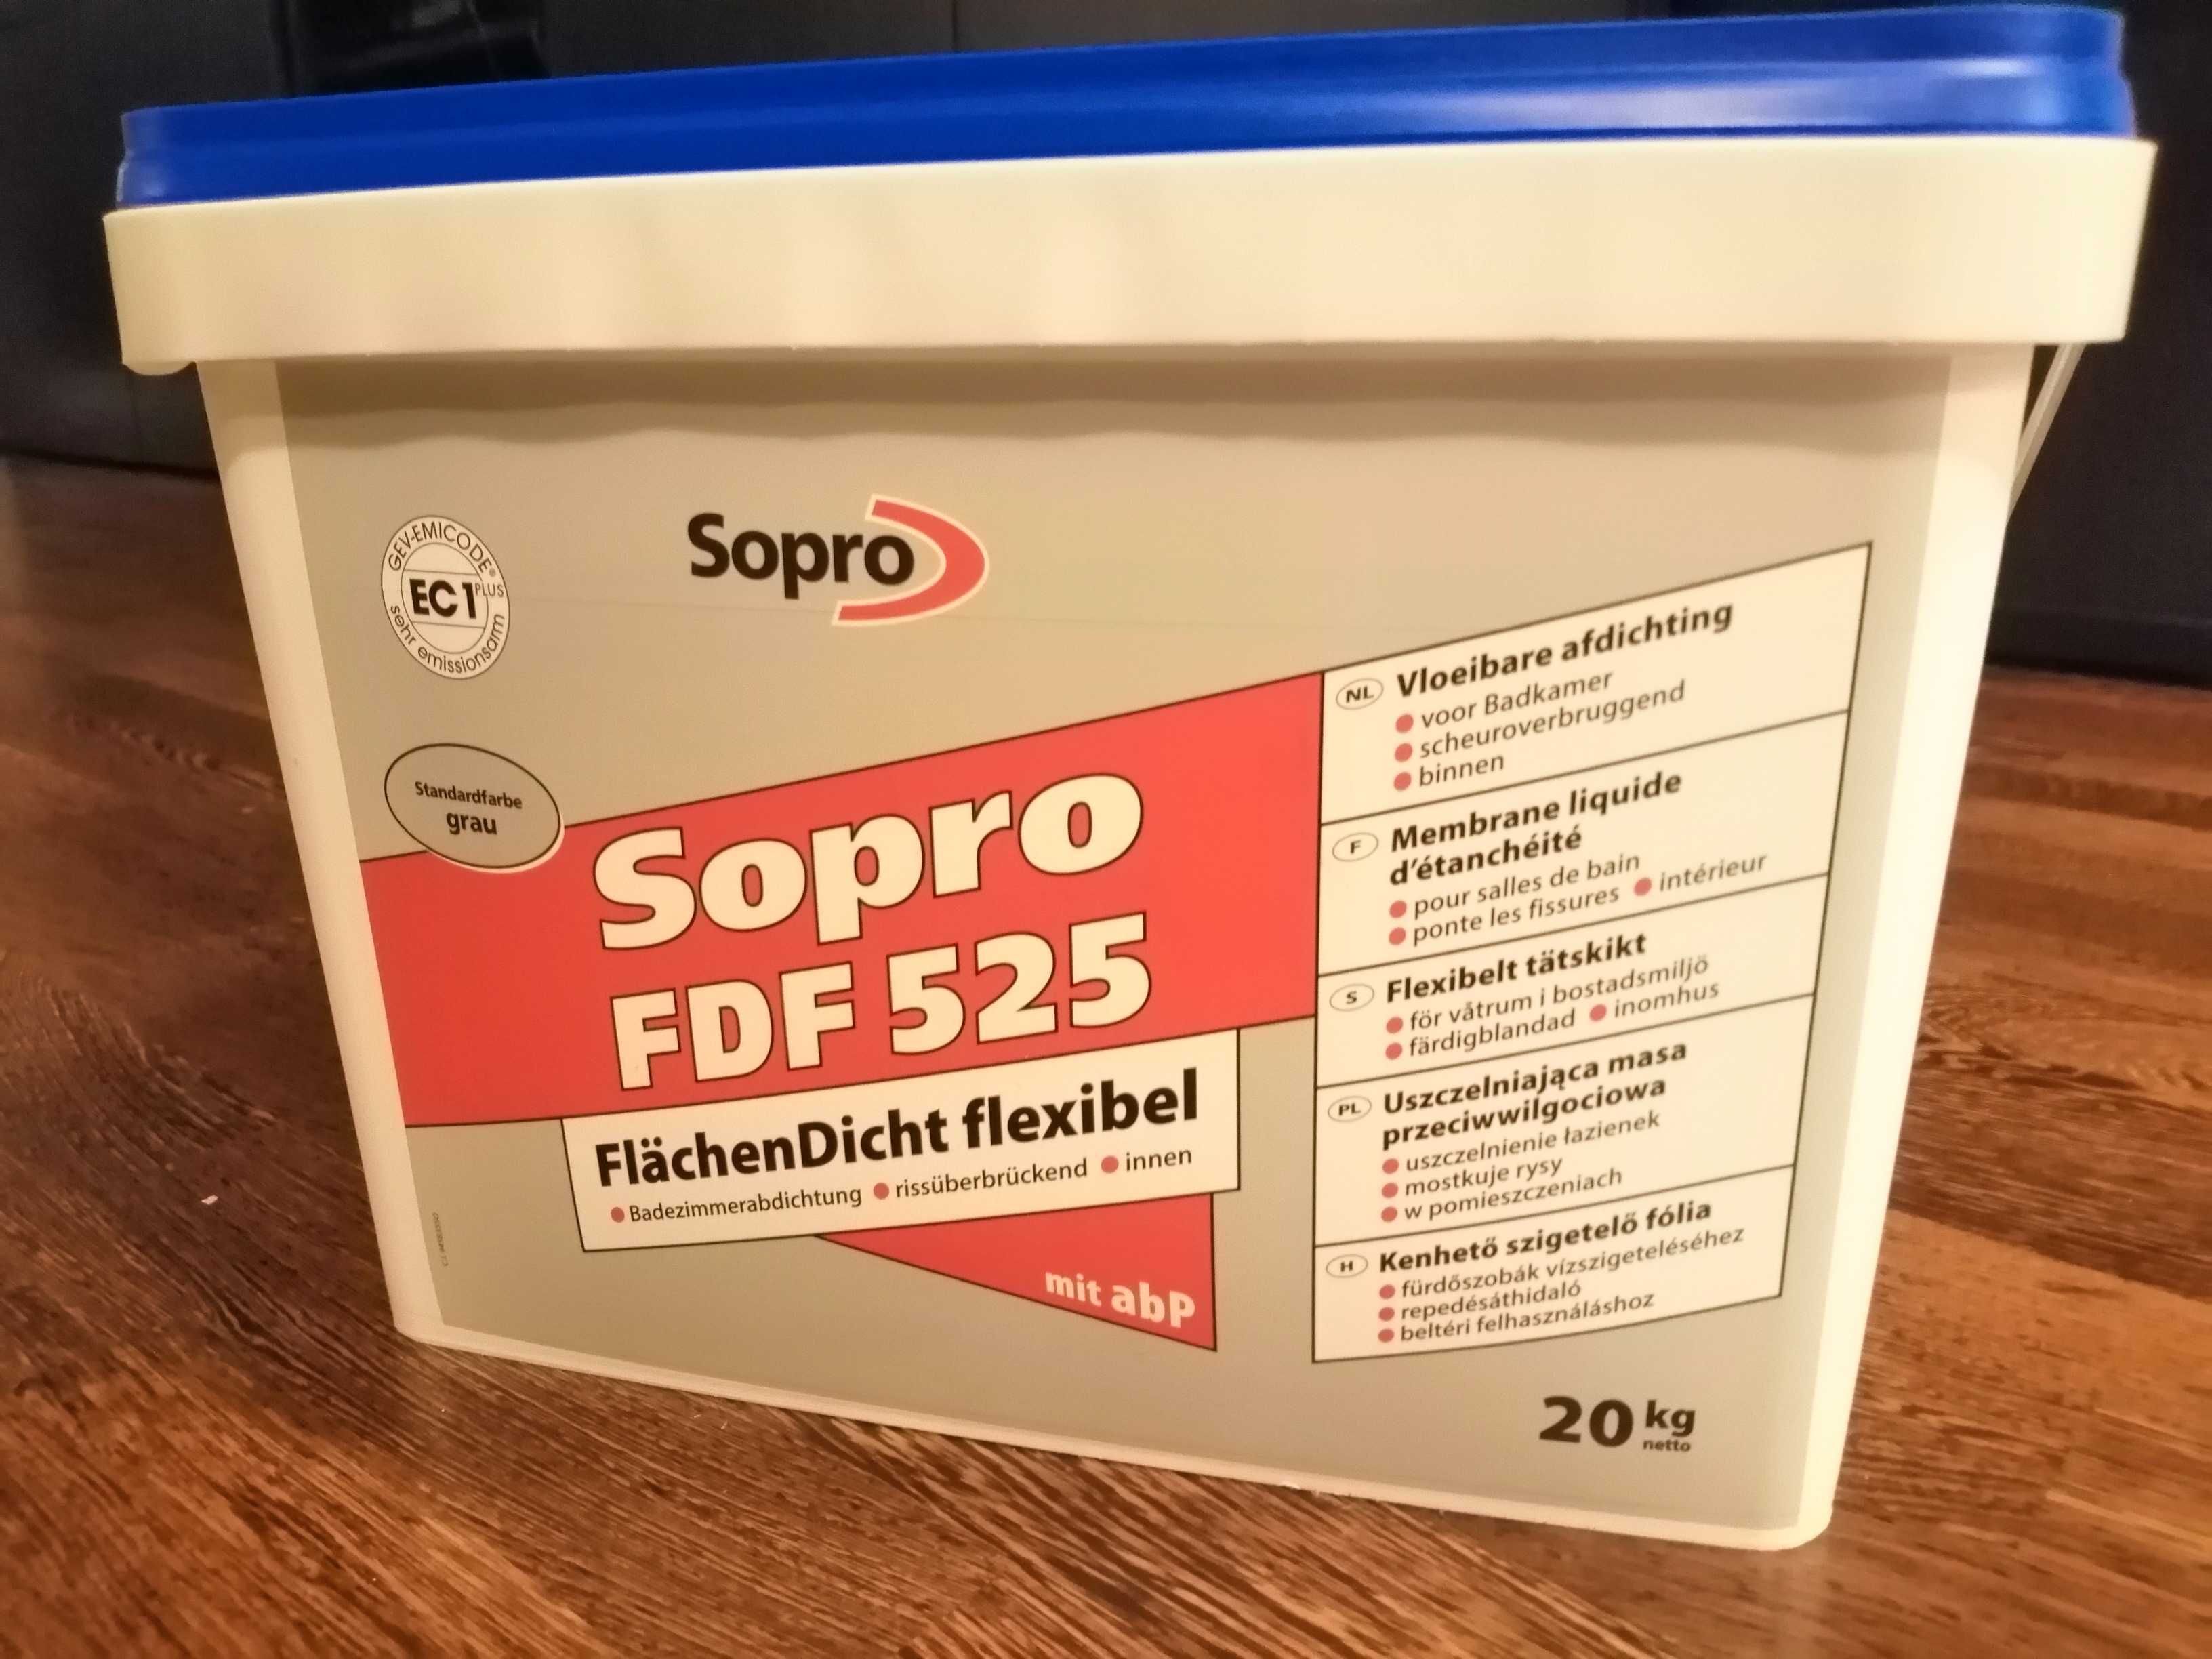 GEV-EMICODE®
EC1 PLUS
sehr emissionsarm
Sopro
Standardfarbe
grau
Sopro
FDF 525
FlächenDicht flexibel
Badezimmerabdichtung rissüberbrückend innen
mit abP
NL Vloeibare afdichting
voor Badkamer
scheuroverbruggend
binnen
F Membrane liquide
d'étanchéité
pour salles de bain
ponte les fissures intérieur
S Flexibelt tätskikt
för våtrum i bostadsmiljö
färdigblandad inomhus
PL Uszczelniająca masa
przeciwwilgociowa
uszczelnienie łazienek
mostkuje rysy
w pomieszczeniach
H Kenhető szigetelő fólia
fürdőszobák vízszigeteléséhez
repedésáthidaló
beltéri felhasználáshoz
20 kg
netto